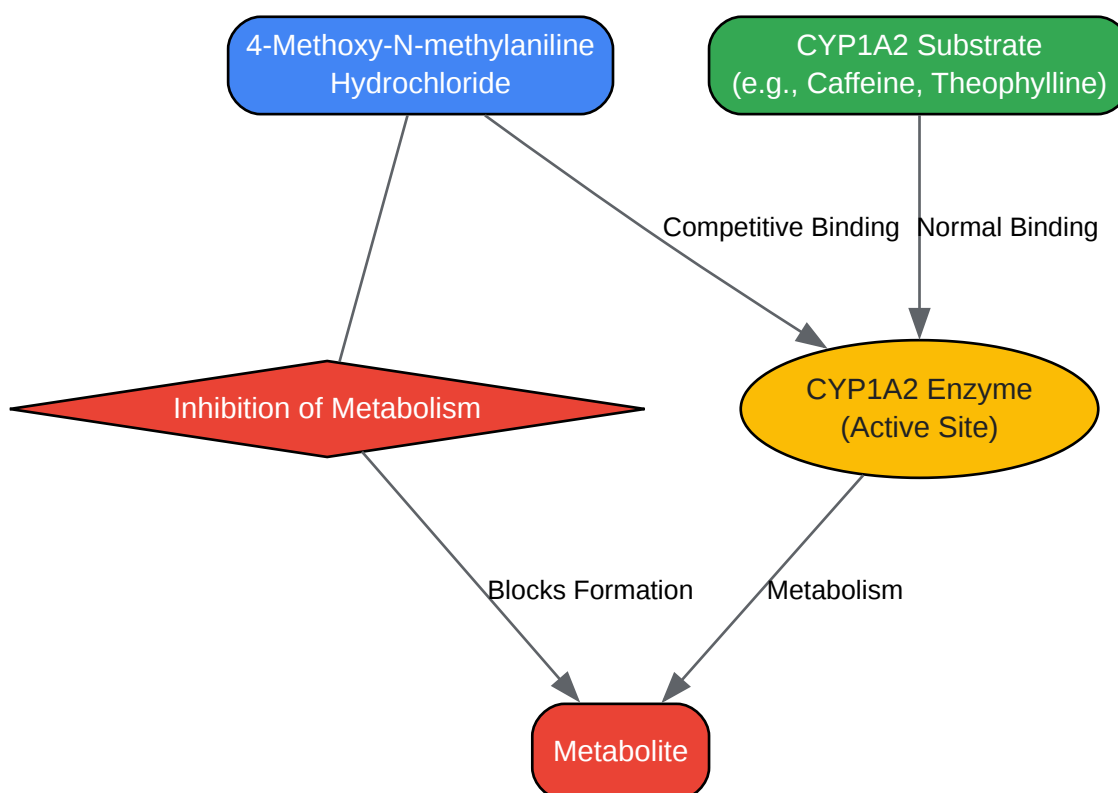 4-Methoxy-N-methylaniline
Hydrochloride
CYP1A2 Substrate
(e.g., Caffeine, Theophylline)
Competitive Binding
Normal Binding
Inhibition of Metabolism
CYP1A2 Enzyme
(Active Site)
Blocks Formation
Metabolism
Metabolite